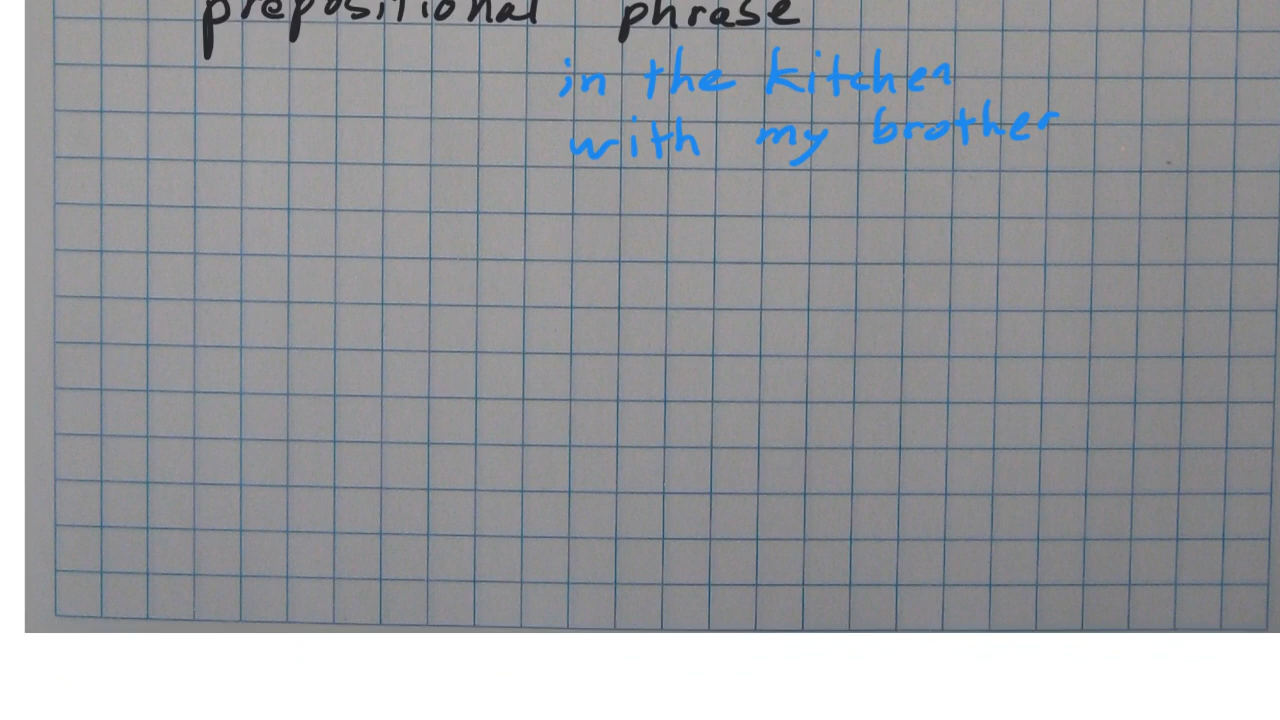 prepositional phrase
in the kitchen
with my brother